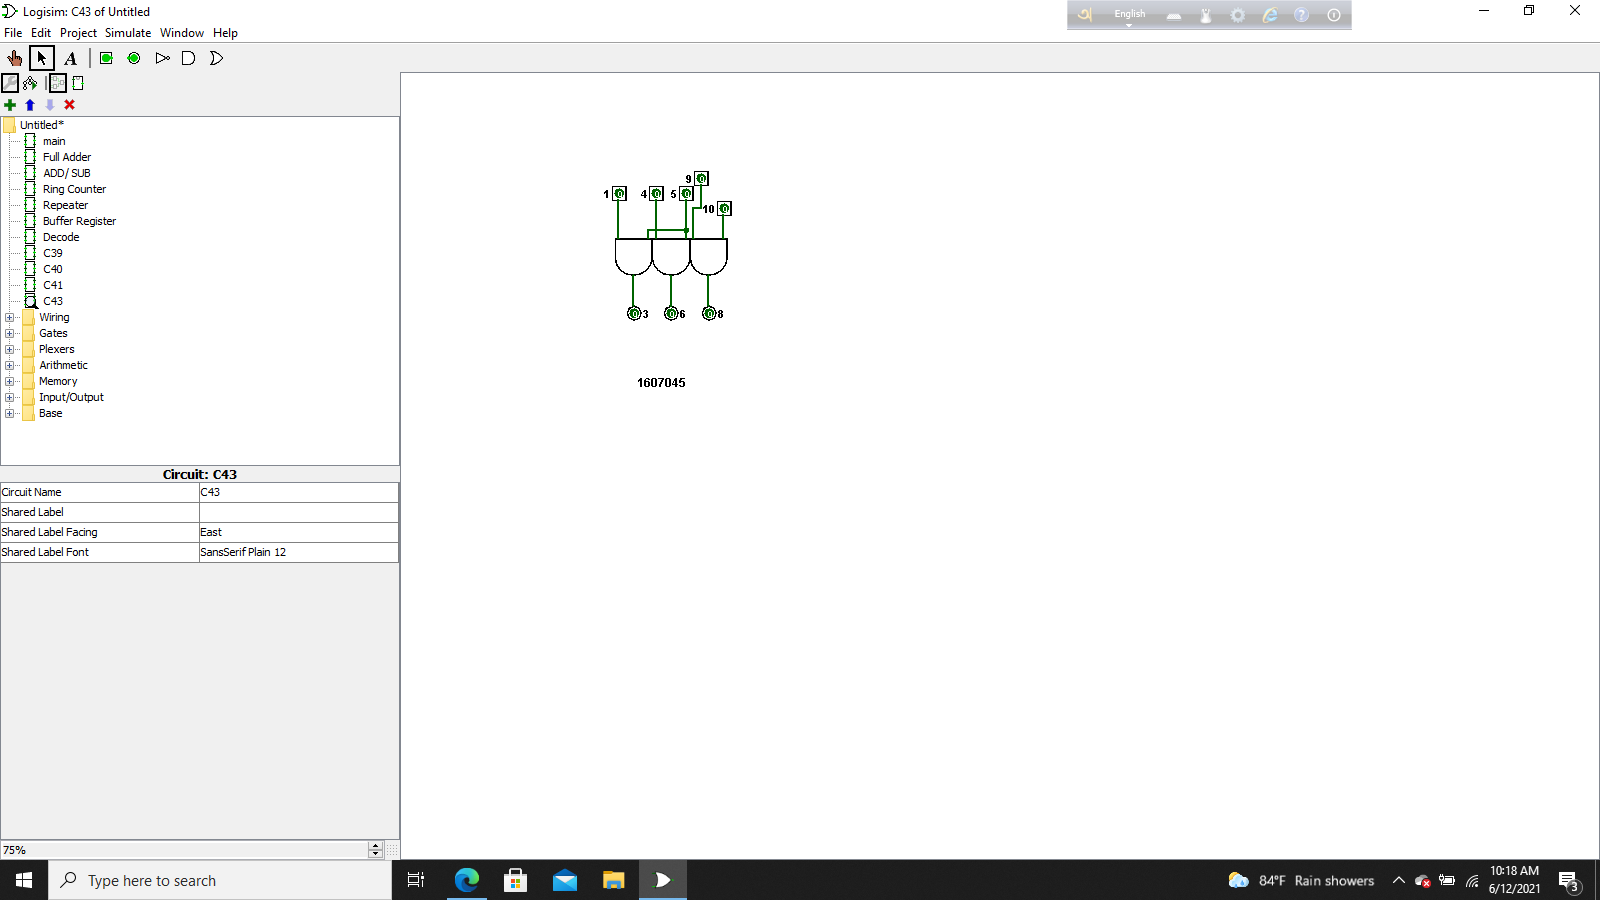 Logisim: C43 of Untitled
English
File Edit Project Simulate Window Help
A
Untitled*
main
Full Adder
ADD/ SUB
Ring Counter
Repeater
Buffer Register
Decode
C39
C40
C41
C43
Wiring
Gates
Plexers
Arithmetic
Memory
Input/Output
Base
Circuit: C43
Circuit Name C43
Shared Label
Shared Label Facing East
Shared Label Font SansSerif Plain 12
75%
9 0
1 0 4 0 5 0
10 0
0 3 0 6 0 8
1607045
Type here to search
84°F Rain showers
10:18 AM
6/12/2021
3